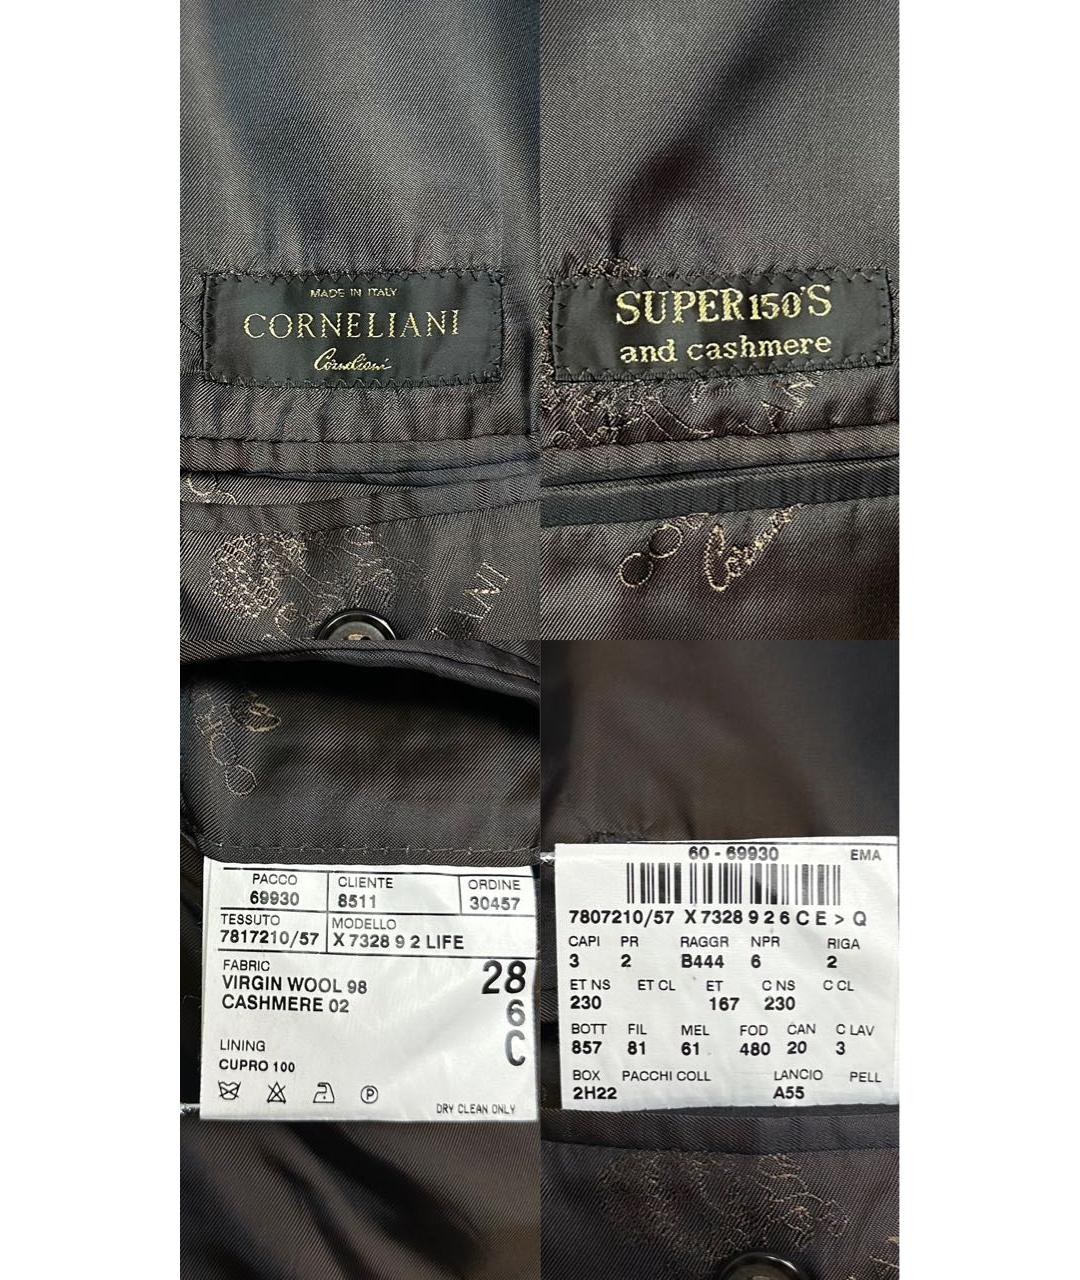 MADE IN ITALY
CORNELIANI
Corneliani
SUPER 150'S
and cashmere
Corneliani
PACCO CLIENTE ORDINE
69930 8511 30457
TESSUTO MODELLO
7817210/57 X 7328 9 2 LIFE
FABRIC
VIRGIN WOOL 98
CASHMERE 02
28
6
C
LINING
CUPRO 100
P
DRY CLEAN ONLY
60 - 69930 EMA
7807210/57 X 7328 9 2 6 C E > Q
CAPI PR RAGGR NPR RIGA
3 2 B444 6 2
ET NS ET CL ET C NS C CL
230 167 230
BOTT FIL MEL FOD CAN C LAV
857 81 61 480 20 3
BOX PACCHI COLL LANCIO PELL
2H22 A55